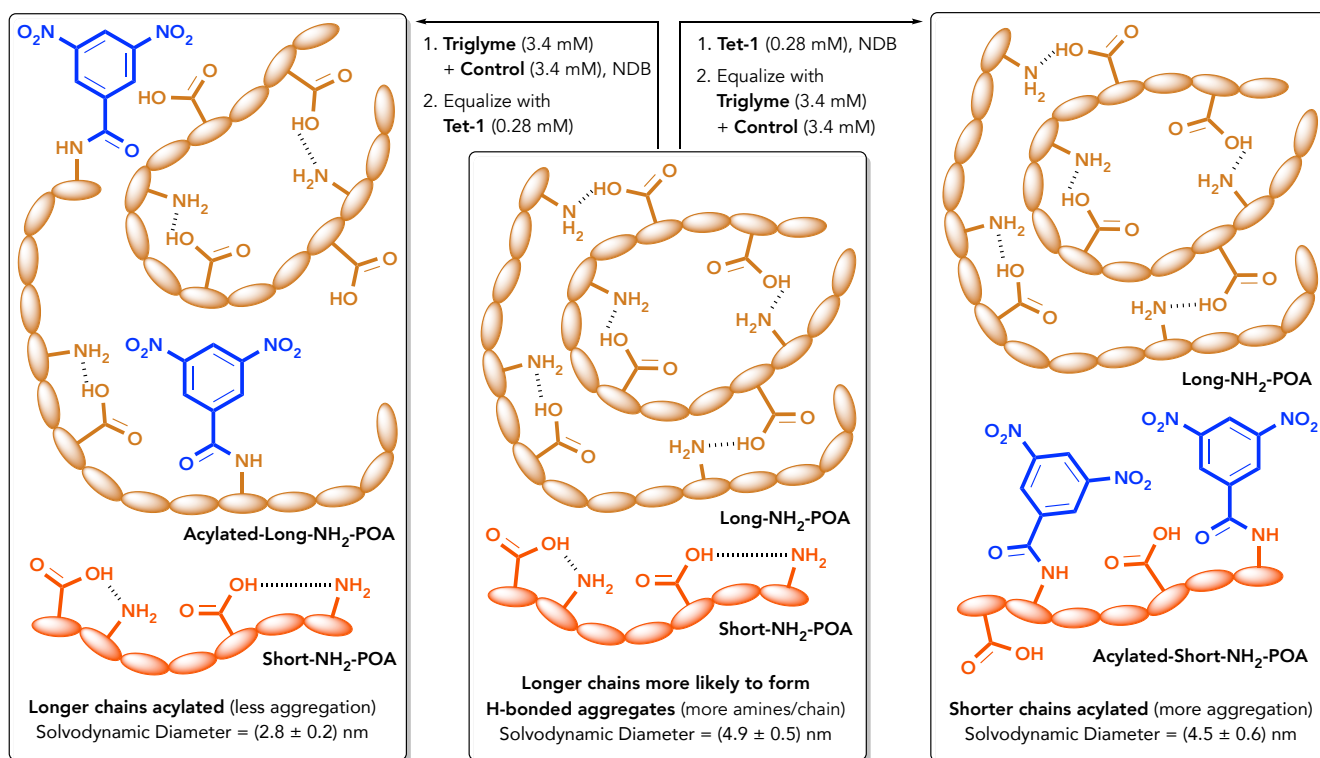 O₂N NO₂
O
HO O
HO
HN O
H₂N
NH₂
HO O
O
HO
O₂N NO₂
NH₂
HO
O
O NH
Acylated-Long-NH₂-POA
O OH
OH NH₂
NH₂
O
Short-NH₂-POA
Longer chains acylated (less aggregation)
Solvodynamic Diameter = (2.8 ± 0.2) nm
1. Triglyme (3.4 mM)
+ Control (3.4 mM), NDB
2. Equalize with
Tet-1 (0.28 mM)
1. Tet-1 (0.28 mM), NDB
2. Equalize with
Triglyme (3.4 mM)
+ Control (3.4 mM)
O
HO
N
H₂
O
OH
NH₂
H₂N
HO
O
NH₂
O
HO
HO
H₂N
O
Long-NH₂-POA
O OH
OH NH₂
NH₂
O
Short-NH₂-POA
Longer chains more likely to form
H-bonded aggregates (more amines/chain)
Solvodynamic Diameter = (4.9 ± 0.5) nm
HO O
N
H₂
O
OH
NH₂
H₂N
HO
O
NH₂
O
HO
HO
H₂N
O
Long-NH₂-POA
O₂N NO₂
O₂N
NO₂
O NH
OH
O
O
NH
O
OH
Acylated-Short-NH₂-POA
Shorter chains acylated (more aggregation)
Solvodynamic Diameter = (4.5 ± 0.6) nm